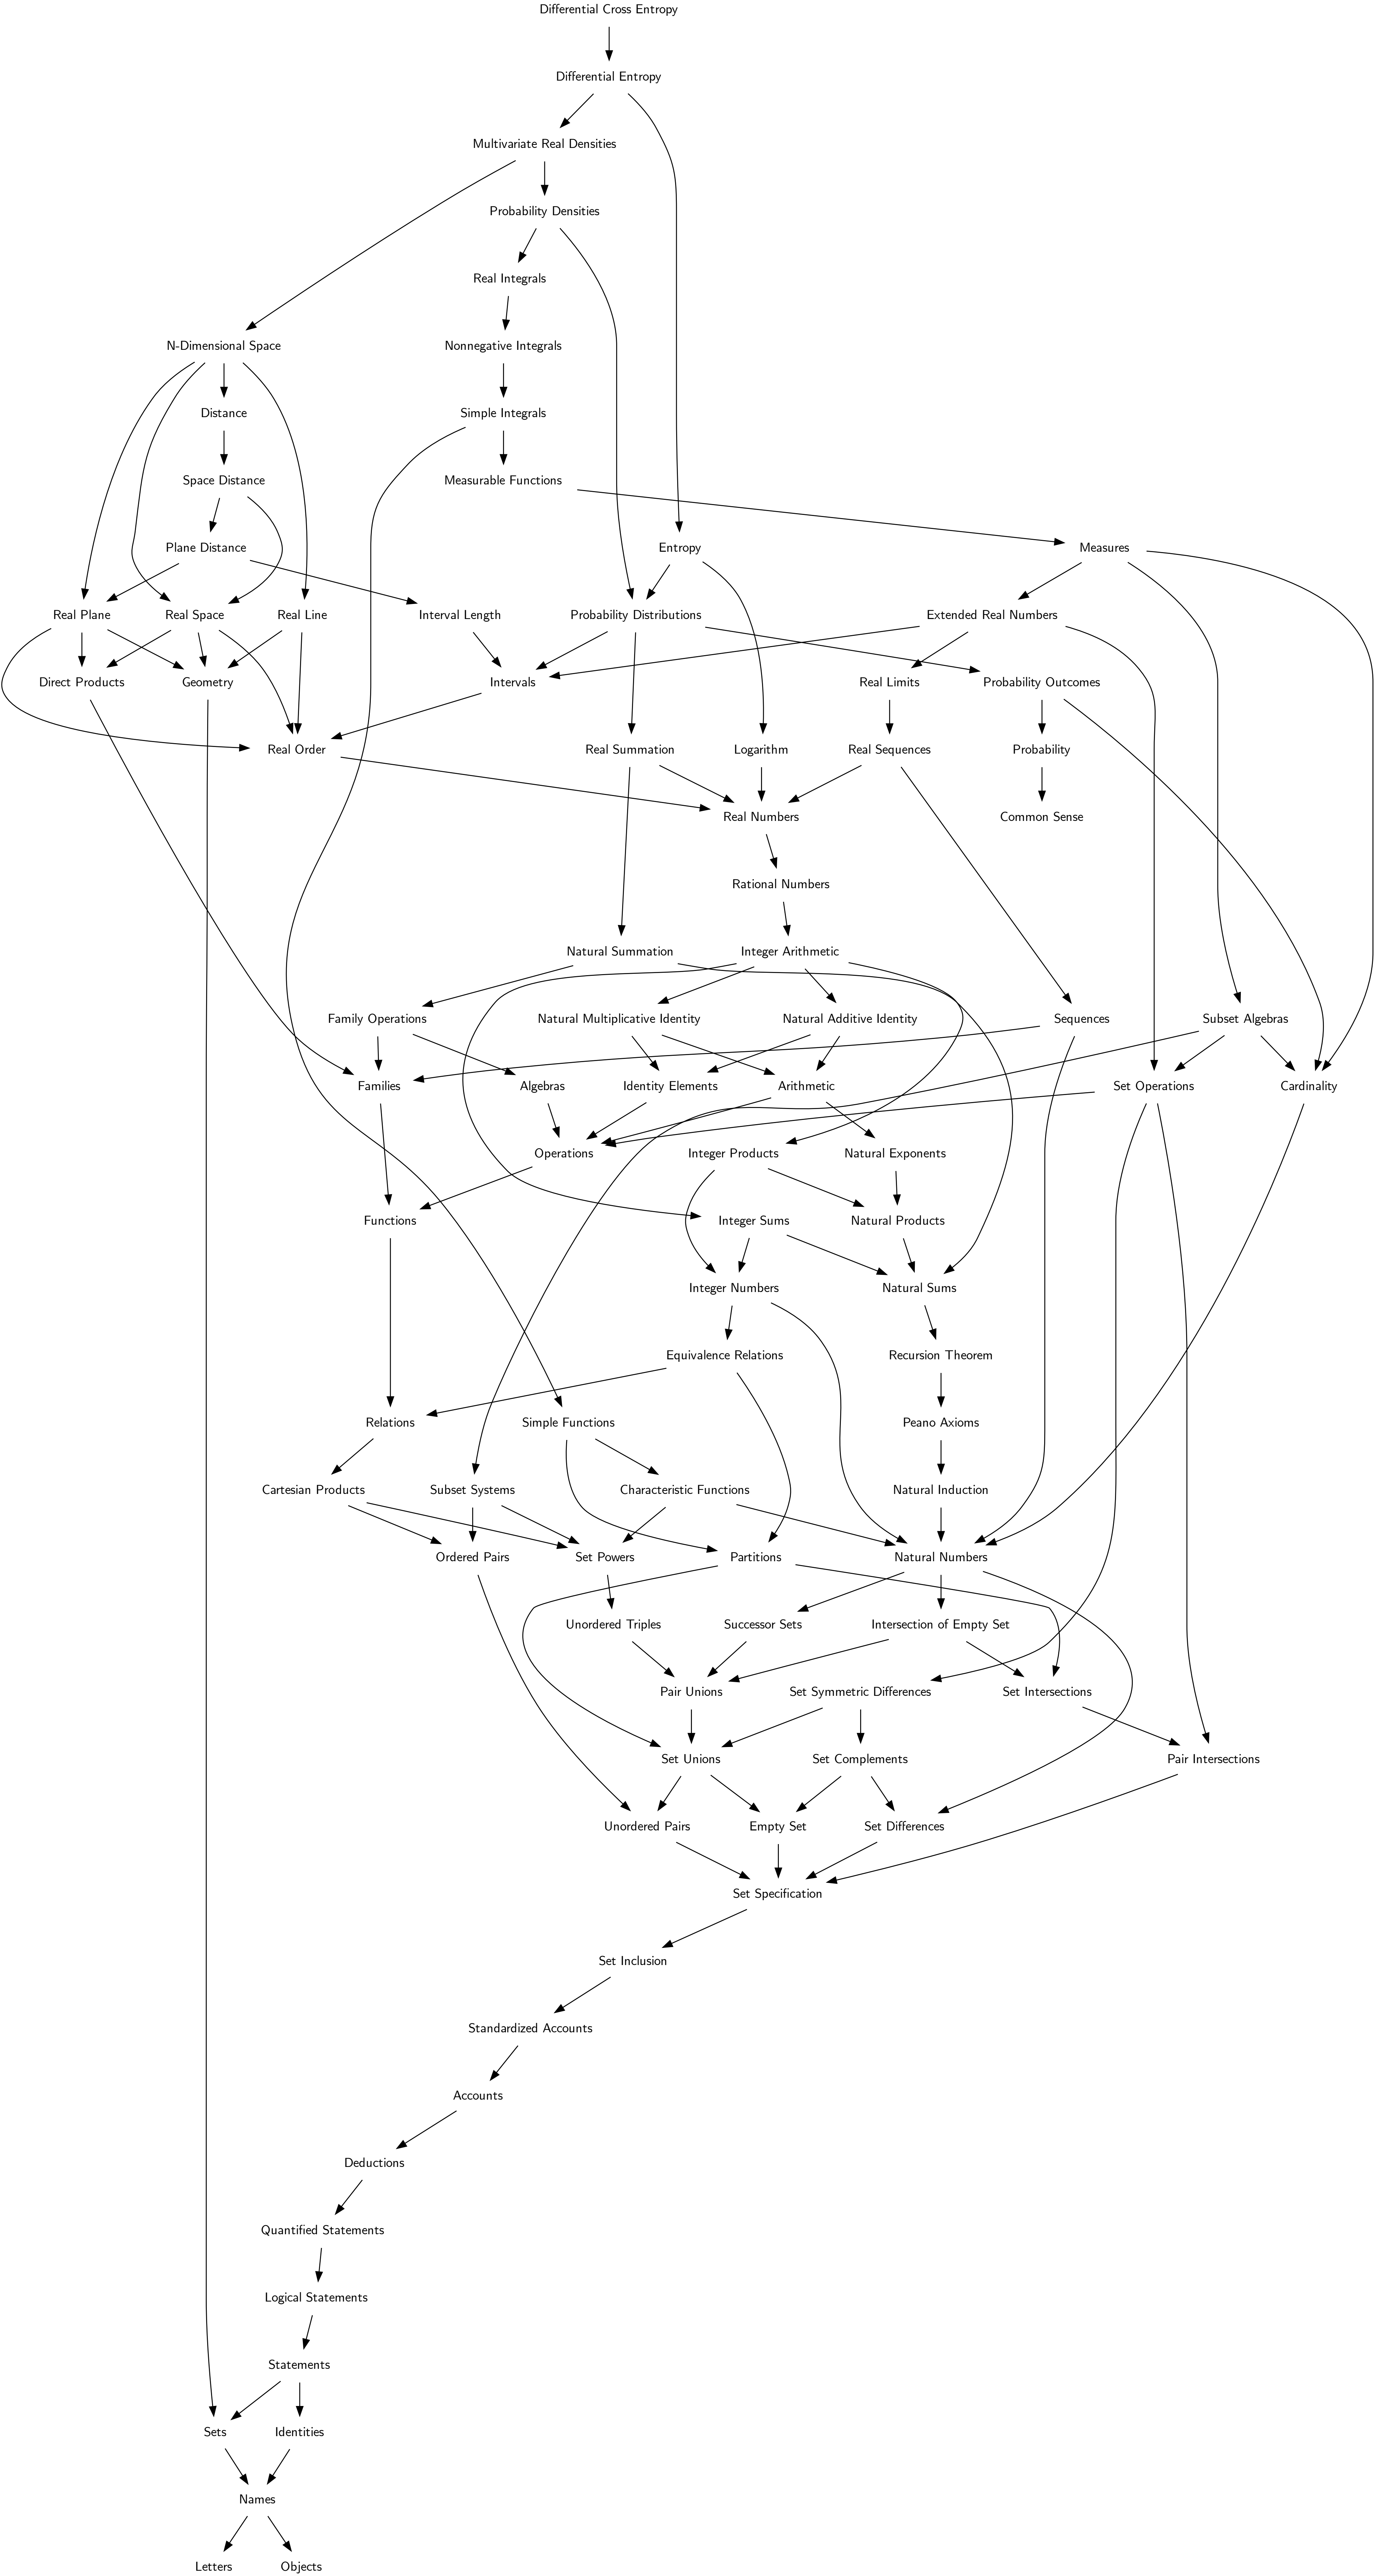 Differential Cross Entropy
Differential Entropy
Multivariate Real Densities
Probability Densities
Real Integrals
N-Dimensional Space
Nonnegative Integrals
Distance
Simple Integrals
Space Distance
Measurable Functions
Plane Distance
Entropy
Measures
Real Plane
Real Space
Real Line
Interval Length
Probability Distributions
Extended Real Numbers
Direct Products
Geometry
Intervals
Real Limits
Probability Outcomes
Real Order
Real Summation
Logarithm
Real Sequences
Probability
Real Numbers
Common Sense
Rational Numbers
Natural Summation
Integer Arithmetic
Family Operations
Natural Multiplicative Identity
Natural Additive Identity
Sequences
Subset Algebras
Families
Algebras
Identity Elements
Arithmetic
Set Operations
Cardinality
Operations
Integer Products
Natural Exponents
Functions
Integer Sums
Natural Products
Integer Numbers
Natural Sums
Equivalence Relations
Recursion Theorem
Relations
Simple Functions
Peano Axioms
Cartesian Products
Subset Systems
Characteristic Functions
Natural Induction
Ordered Pairs
Set Powers
Partitions
Natural Numbers
Unordered Triples
Successor Sets
Intersection of Empty Set
Pair Unions
Set Symmetric Differences
Set Intersections
Set Unions
Set Complements
Pair Intersections
Unordered Pairs
Empty Set
Set Differences
Set Specification
Set Inclusion
Standardized Accounts
Accounts
Deductions
Quantified Statements
Logical Statements
Statements
Sets
Identities
Names
Letters
Objects